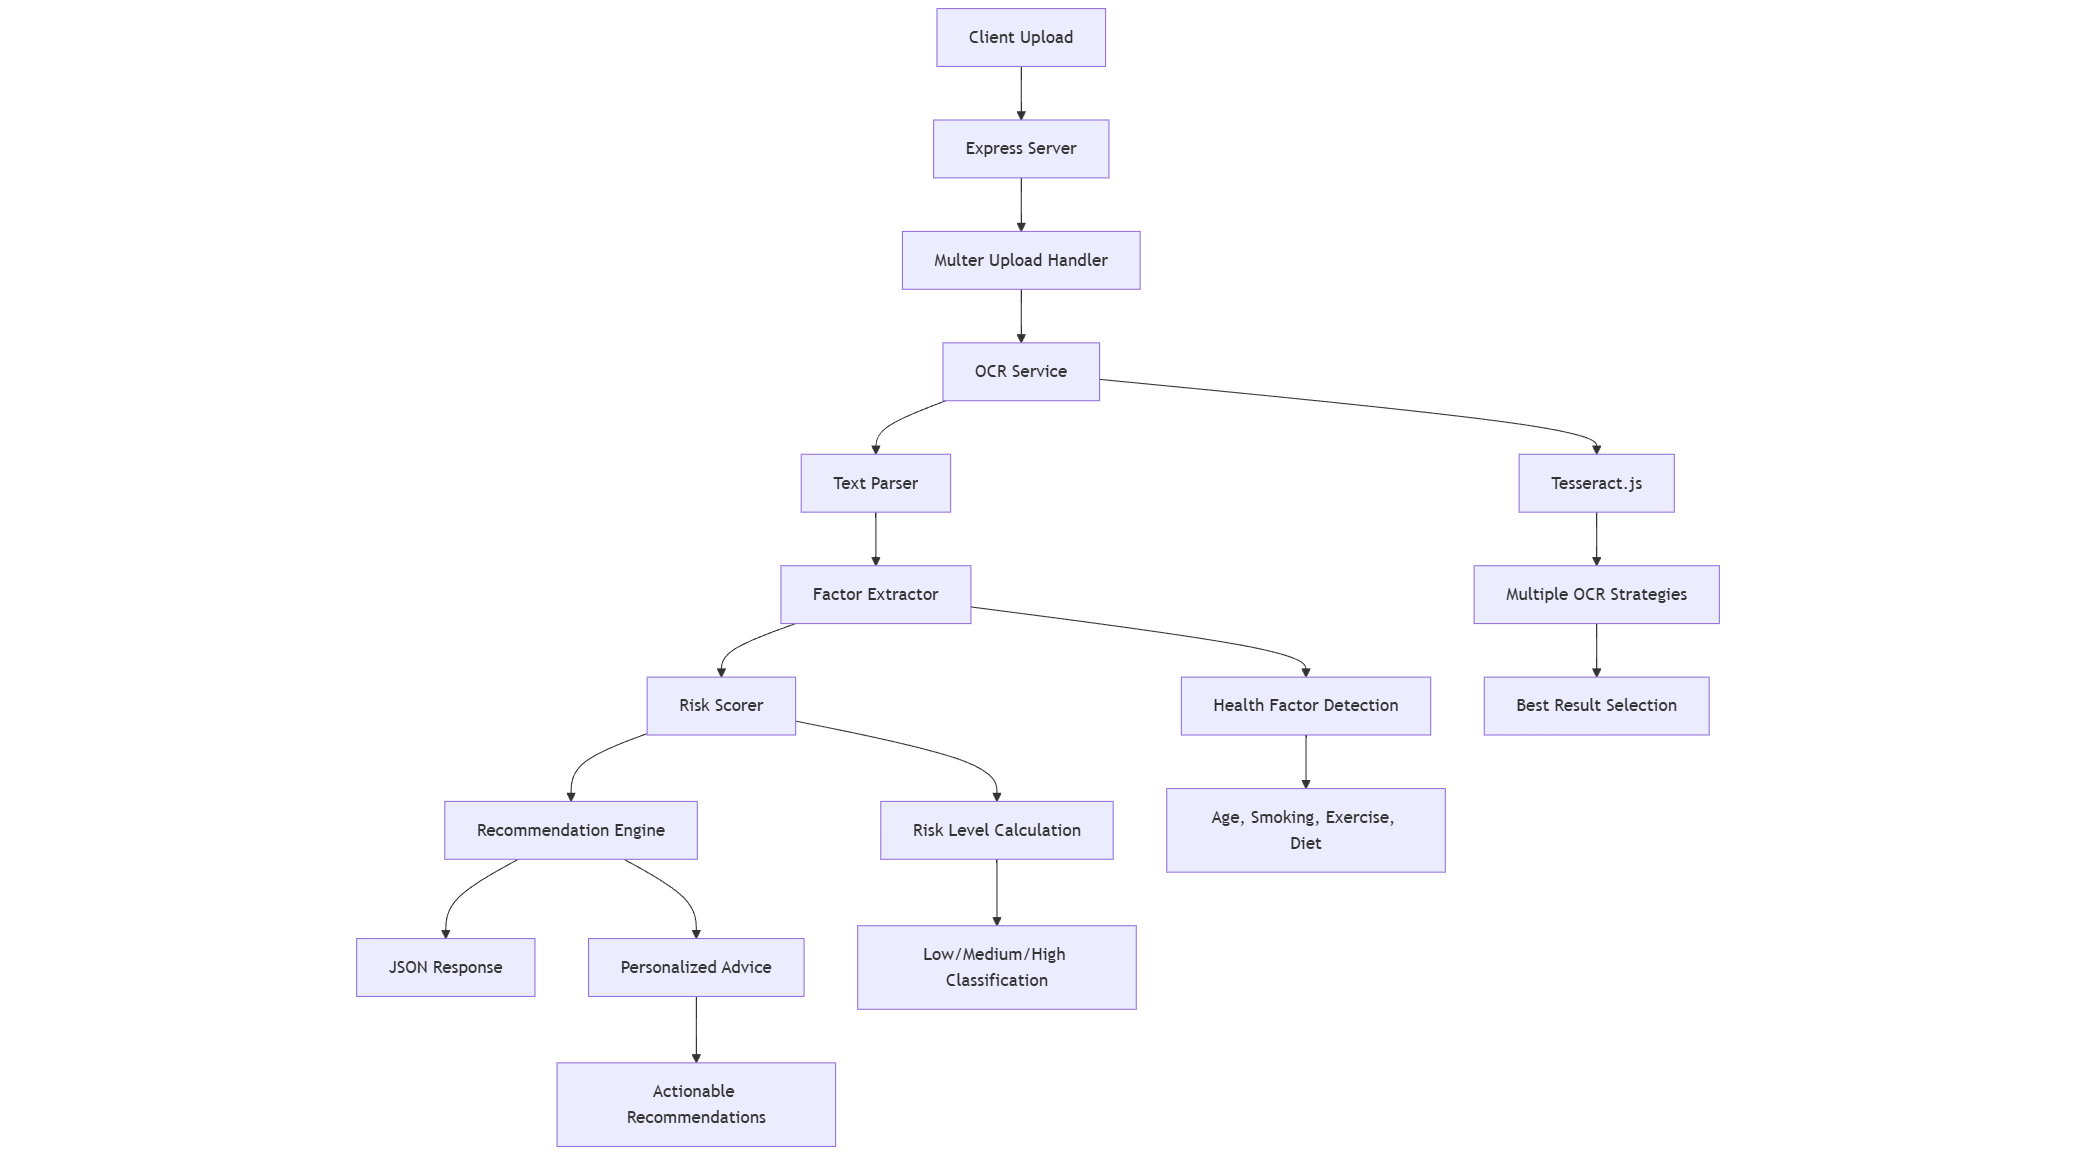 Client Upload
Express Server
Multer Upload Handler
OCR Service
Text Parser
Tesseract.js
Factor Extractor
Multiple OCR Strategies
Risk Scorer
Health Factor Detection
Best Result Selection
Recommendation Engine
Risk Level Calculation
Age, Smoking, Exercise,
Diet
JSON Response
Personalized Advice
Low/Medium/High
Classification
Actionable
Recommendations